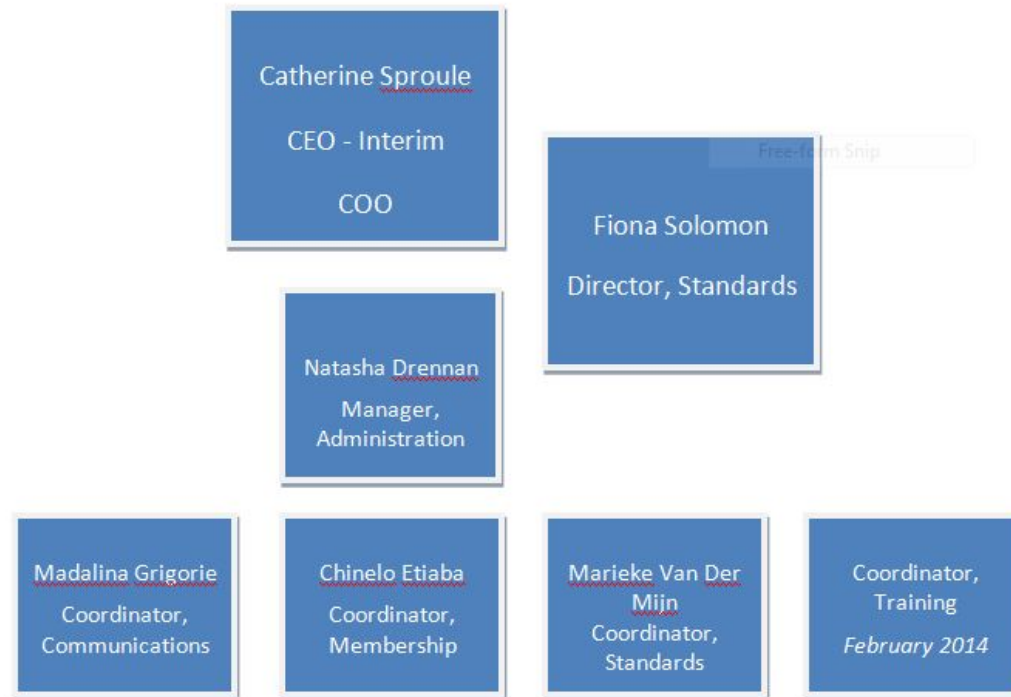 Catherine Sproule
CEO - Interim
COO
Free-form Snip
Fiona Solomon
Director, Standards
Natasha Drennan
Manager,
Administration
Madalina Grigorie
Coordinator,
Communications
Chinelo Etiaba
Coordinator,
Membership
Marieke Van Der
Mijn
Coordinator,
Standards
Coordinator,
Training
February 2014